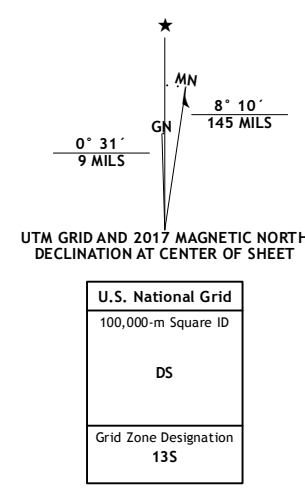 ★
MN
GN
8° 10´
145 MILS
0° 31´
9 MILS
UTM GRID AND 2017 MAGNETIC NORTH
DECLINATION AT CENTER OF SHEET
U.S. National Grid
100,000-m Square ID
DS
Grid Zone Designation
13S